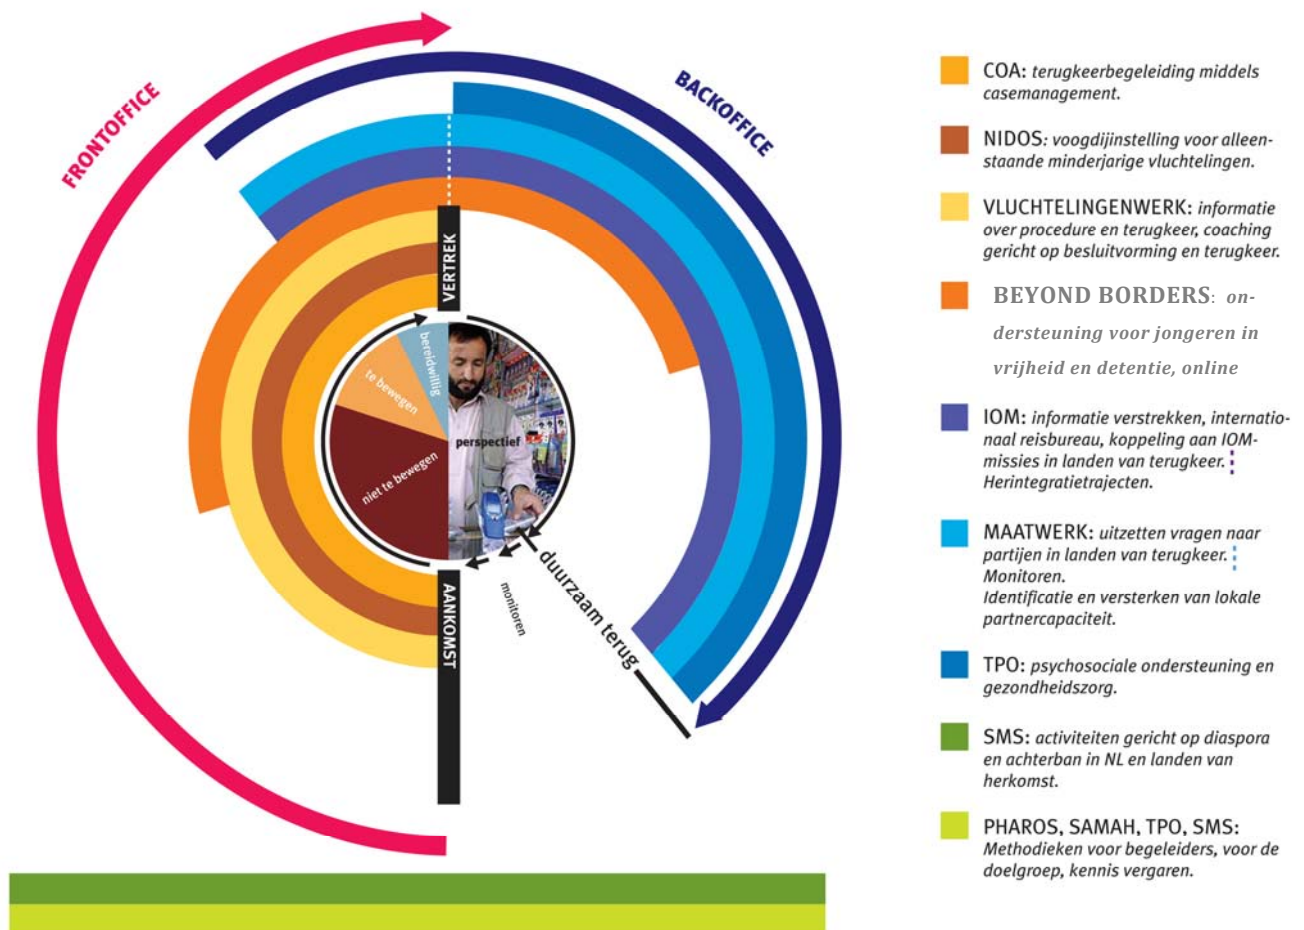 FRONTOFFICE
BACKOFFICE
VERTREK
bereidwillig
te bewegen
niet te bewegen
perspectief
AANKOMST
monitoren
duurzaam terug
COA: terugkeerbegeleiding middels
casemanagement.
NIDOS: voogdijinstelling voor alleen-
staande minderjarige vluchtelingen.
VLUCHTELINGENWERK: informatie
over procedure en terugkeer, coaching
gericht op besluitvorming en terugkeer.
BEYOND BORDERS: on-
dersteuning voor jongeren in
vrijheid en detentie, online
IOM: informatie verstrekken, internatio-
naal reisbureau, koppeling aan IOM-
missies in landen van terugkeer.
Herintegratietrajecten.
MAATWERK: uitzetten vragen naar
partijen in landen van terugkeer.
Monitoren.
Identificatie en versterken van lokale
partnercapaciteit.
TPO: psychosociale ondersteuning en
gezondheidszorg.
SMS: activiteiten gericht op diaspora
en achterban in NL en landen van
herkomst.
PHAROS, SAMAH, TPO, SMS:
Methodieken voor begeleiders, voor de
doelgroep, kennis vergaren.